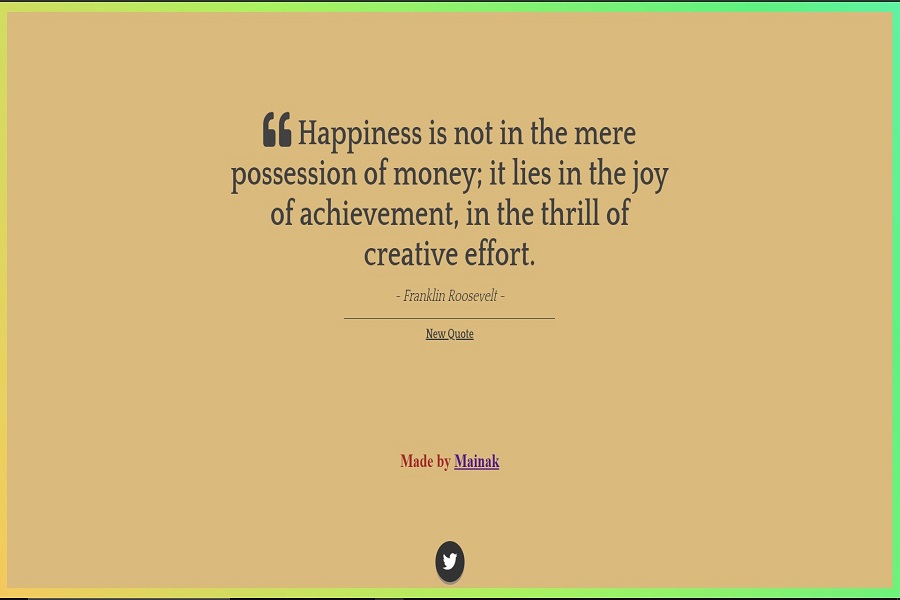 ❝ Happiness is not in the mere
possession of money; it lies in the joy
of achievement, in the thrill of
creative effort.
- Franklin Roosevelt -
New Quote
Made by Mainak